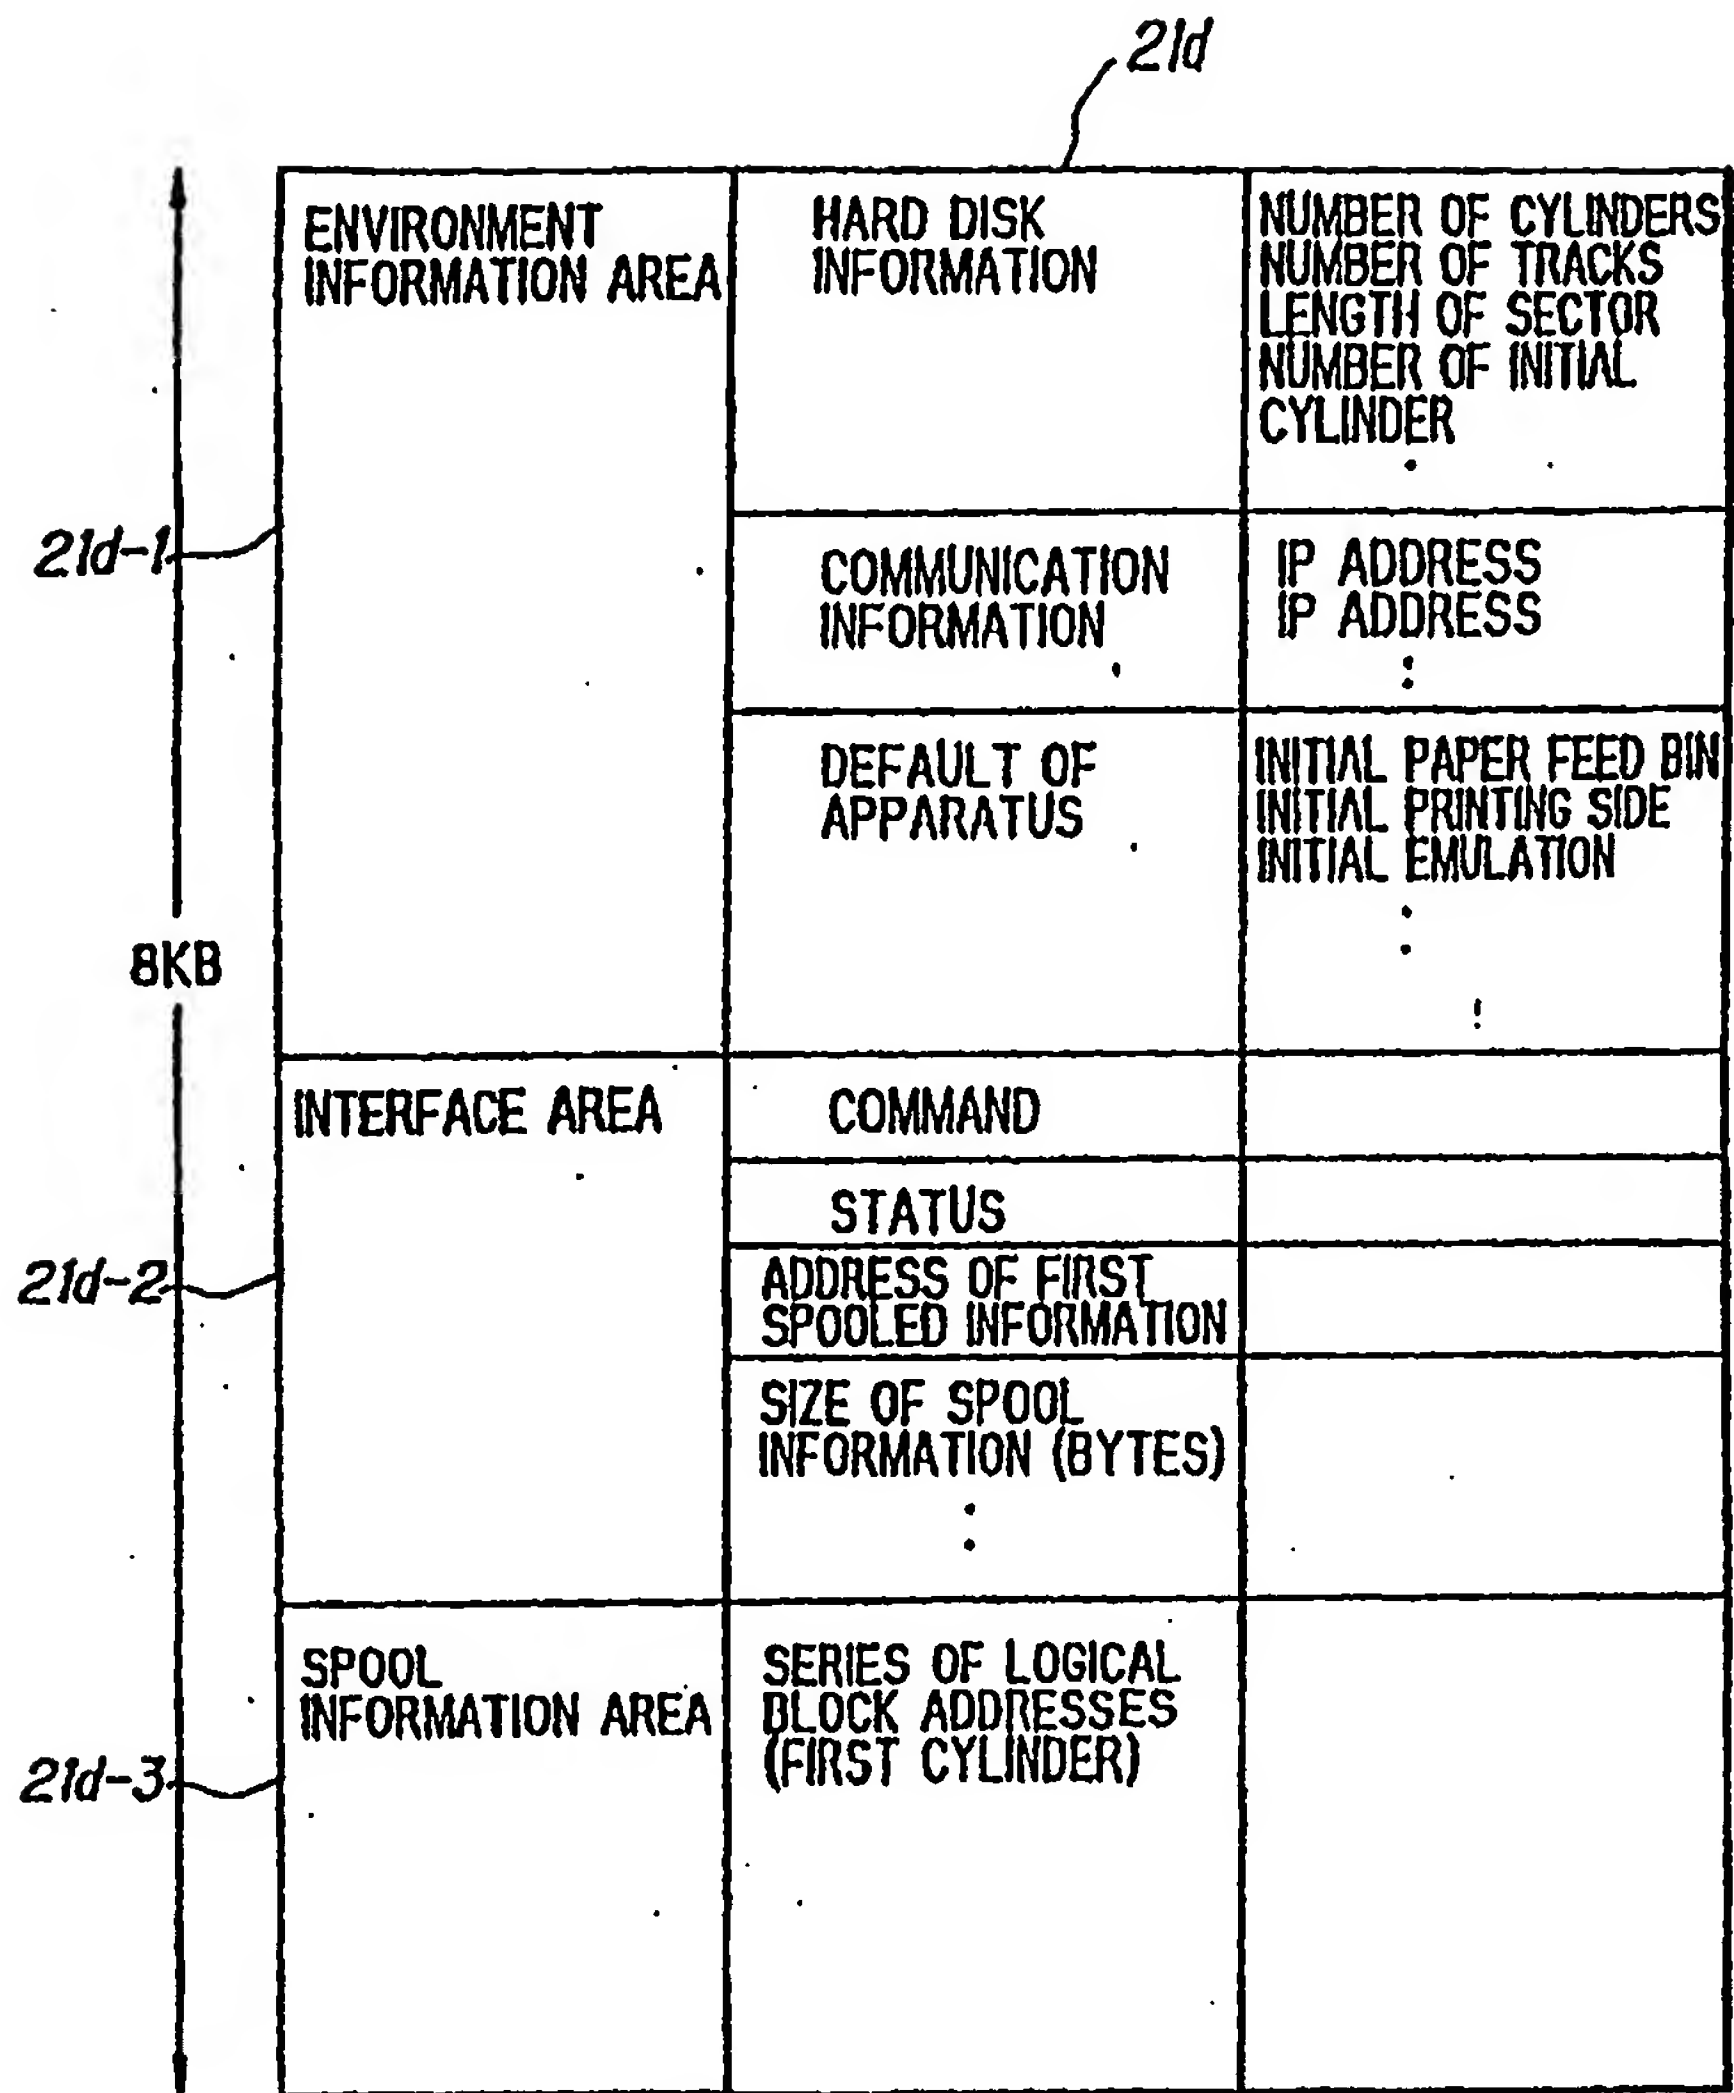 21d
ENVIRONMENT
INFORMATION AREA
HARD DISK
INFORMATION
NUMBER OF CYLINDERS
NUMBER OF TRACKS
LENGTH OF SECTOR
NUMBER OF INITIAL
CYLINDER
21d-1
COMMUNICATION
INFORMATION
IP ADDRESS
IP ADDRESS
DEFAULT OF
APPARATUS
INITIAL PAPER FEED BIN
INITIAL PRINTING SIDE
INITIAL EMULATION
8KB
INTERFACE AREA
COMMAND
STATUS
21d-2
ADDRESS OF FIRST
SPOOLED INFORMATION
SIZE OF SPOOL
INFORMATION (BYTES)
SPOOL
INFORMATION AREA
SERIES OF LOGICAL
BLOCK ADDRESSES
(FIRST CYLINDER)
21d-3